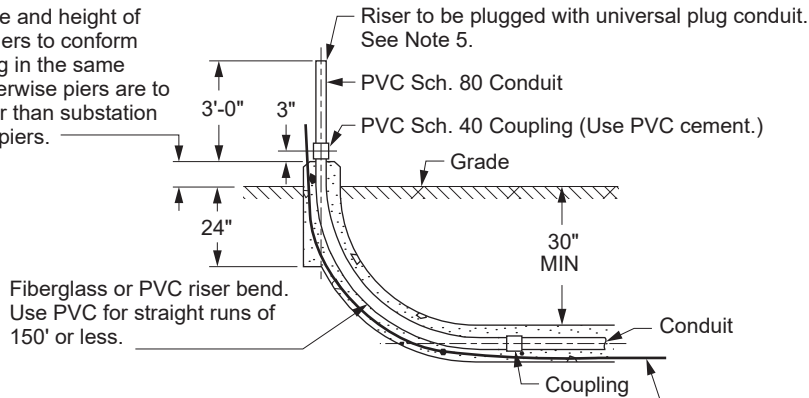 e and height of
ers to conform
g in the same
erwise piers are to
r than substation
piers.
Riser to be plugged with universal plug conduit.
See Note 5.
PVC Sch. 80 Conduit
3'-0"
3"
PVC Sch. 40 Coupling (Use PVC cement.)
Grade
24"
30"
MIN
Fiberglass or PVC riser bend.
Use PVC for straight runs of
150' or less.
Conduit
Coupling